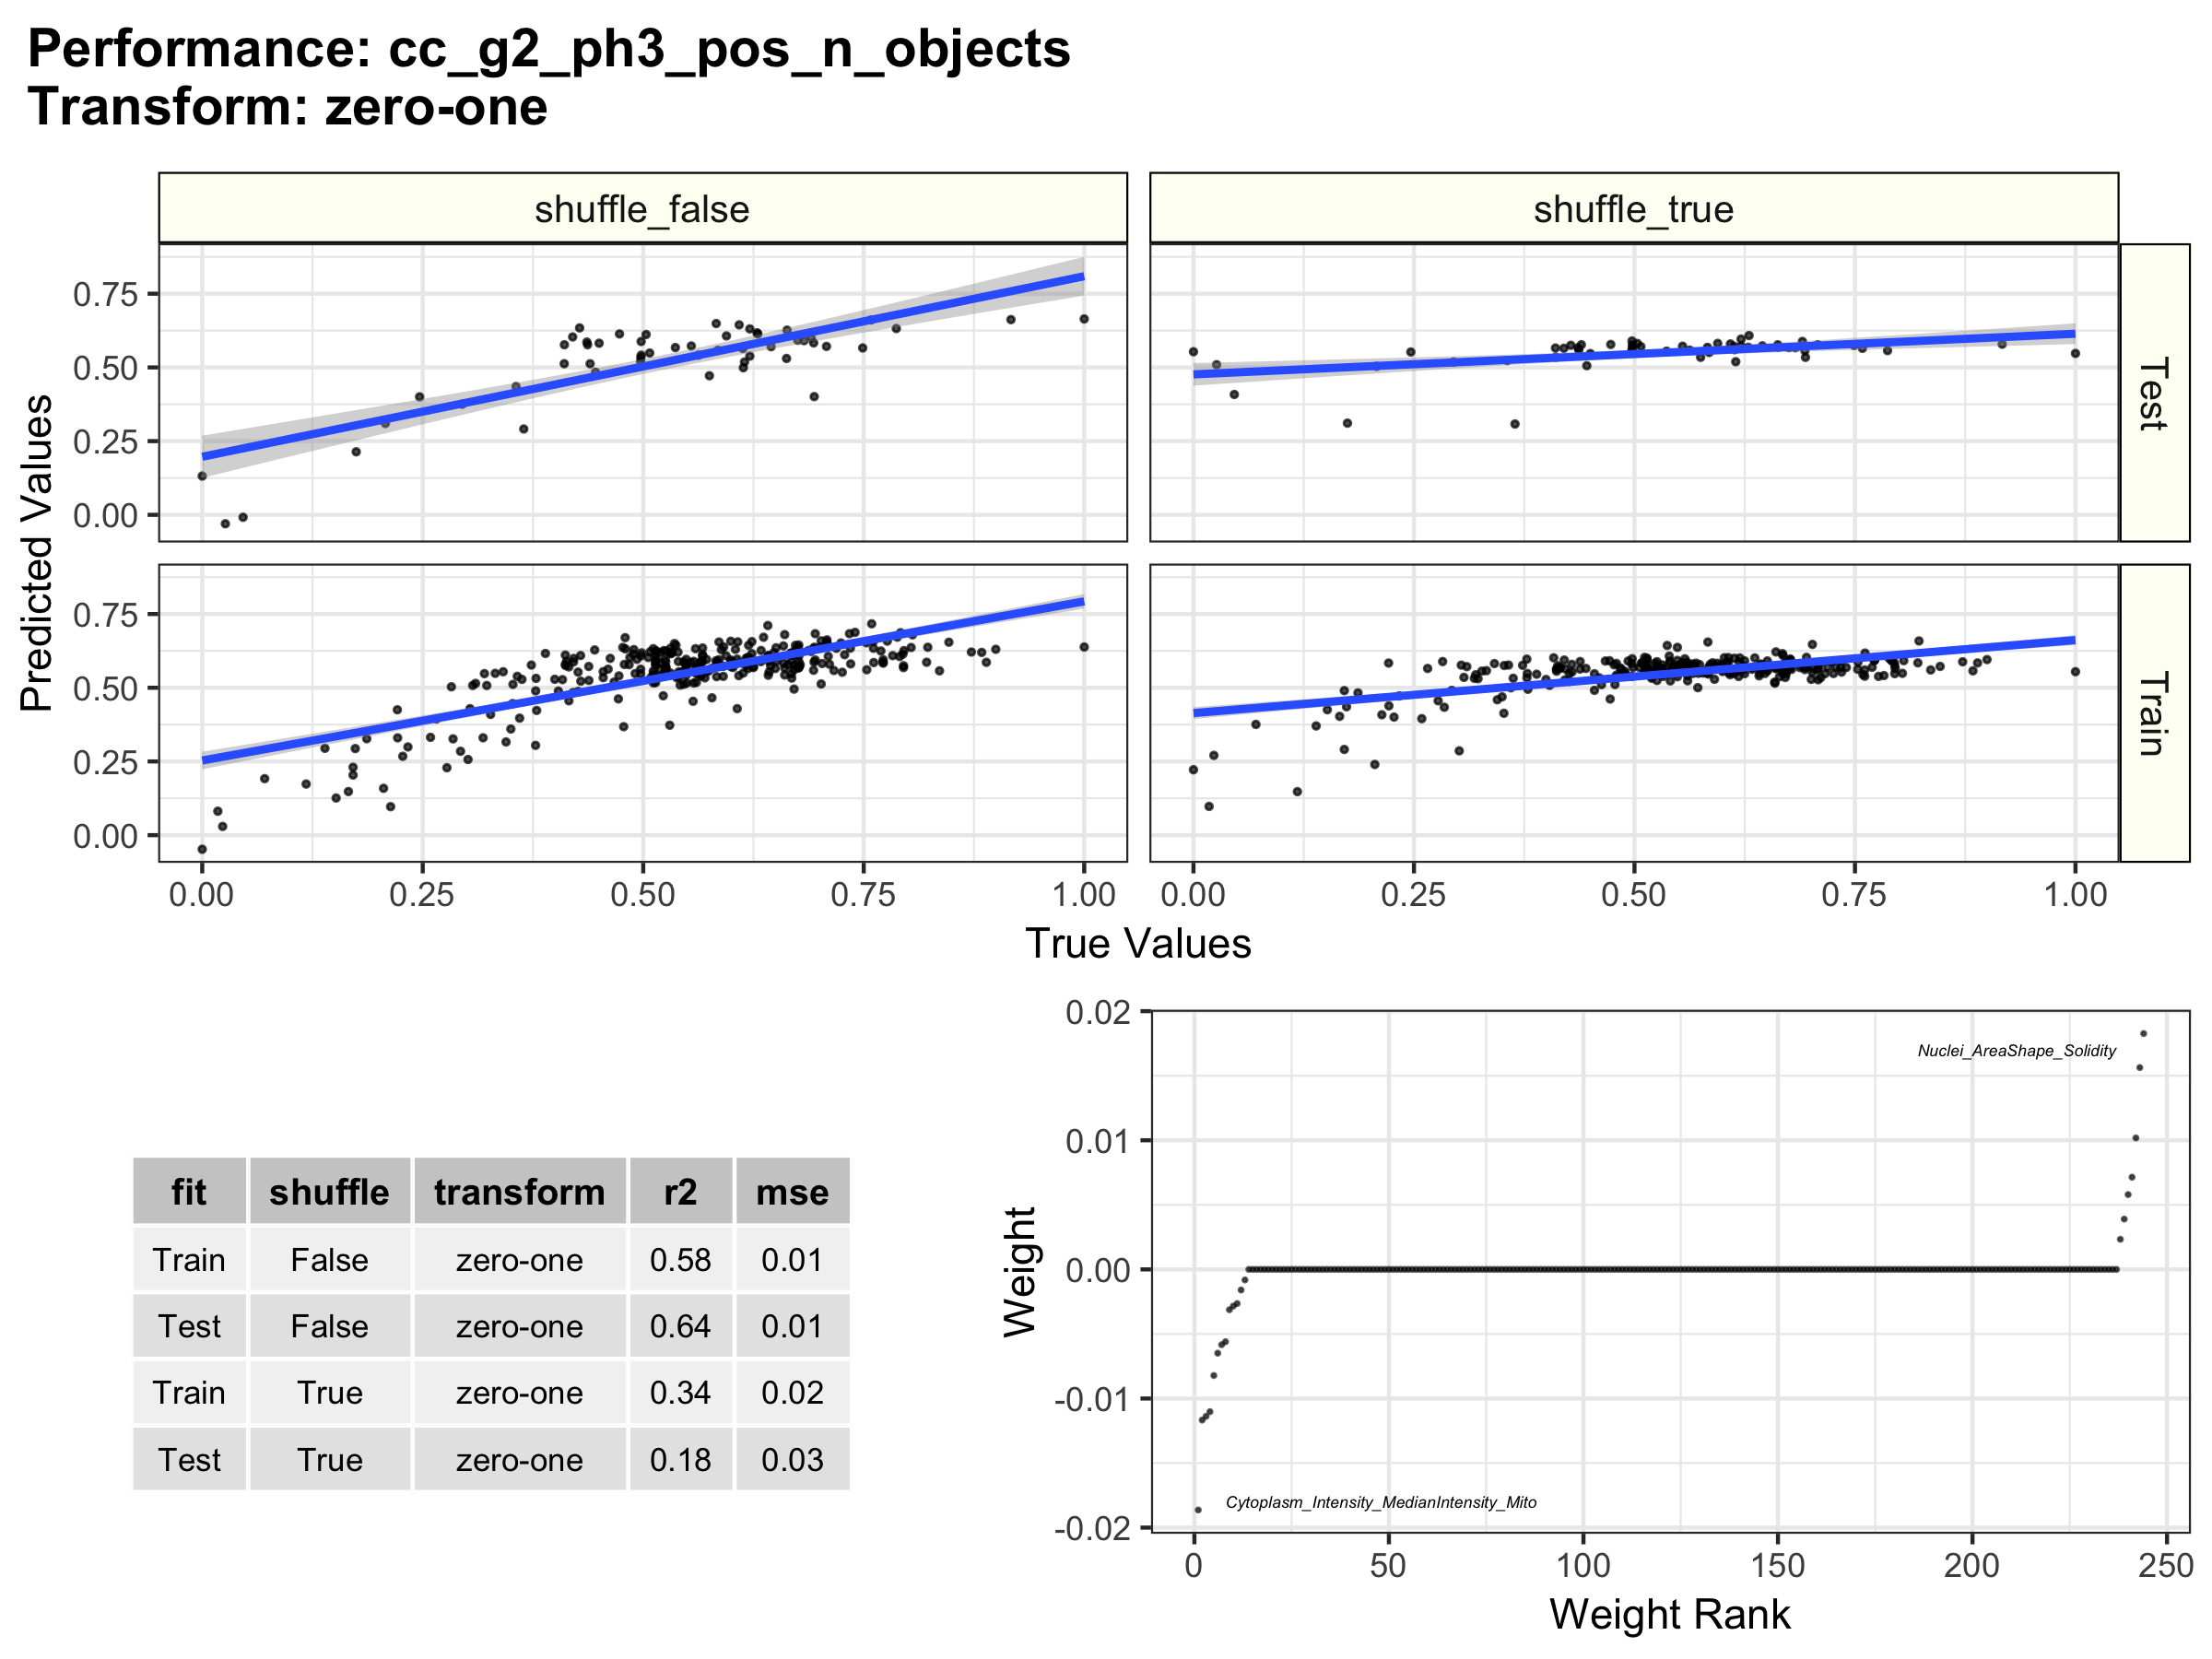 Performance: cc_g2_ph3_pos_n_objects
Transform: zero-one
shuffle_false
shuffle_true
Predicted Values
0.75
0.50
0.25
0.00
Test
0.75
0.50
0.25
0.00
Train
0.00 0.25 0.50 0.75 1.00
0.00 0.25 0.50 0.75 1.00
True Values
fit shuffle transform r2 mse
Train False zero-one 0.58 0.01
Test False zero-one 0.64 0.01
Train True zero-one 0.34 0.02
Test True zero-one 0.18 0.03
Weight
0.02
0.01
0.00
-0.01
-0.02
Nuclei_AreaShape_Solidity
Cytoplasm_Intensity_MedianIntensity_Mito
0 50 100 150 200 250
Weight Rank